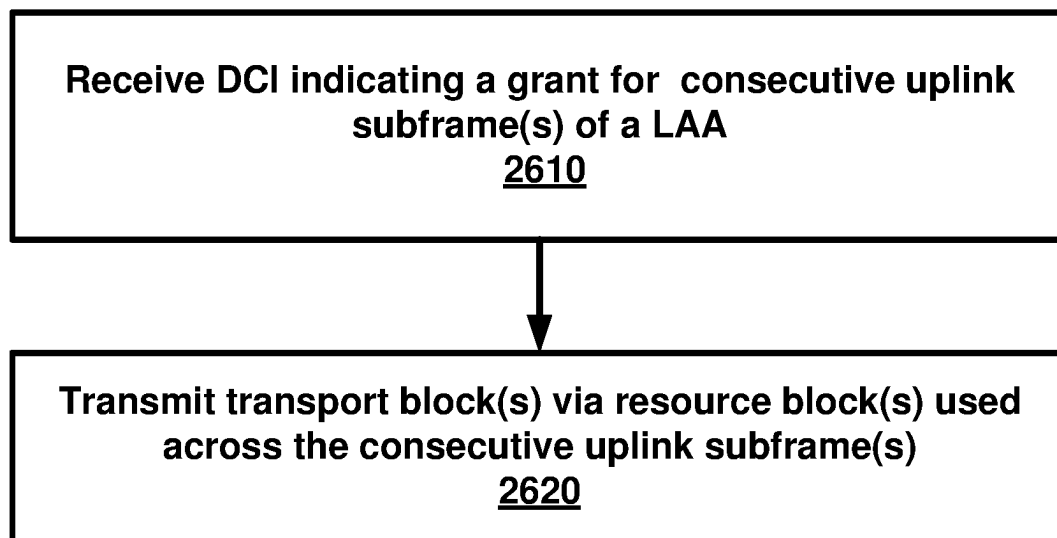 Receive DCI indicating a grant for consecutive uplink
subframe(s) of a LAA
2610
Transmit transport block(s) via resource block(s) used
across the consecutive uplink subframe(s)
2620